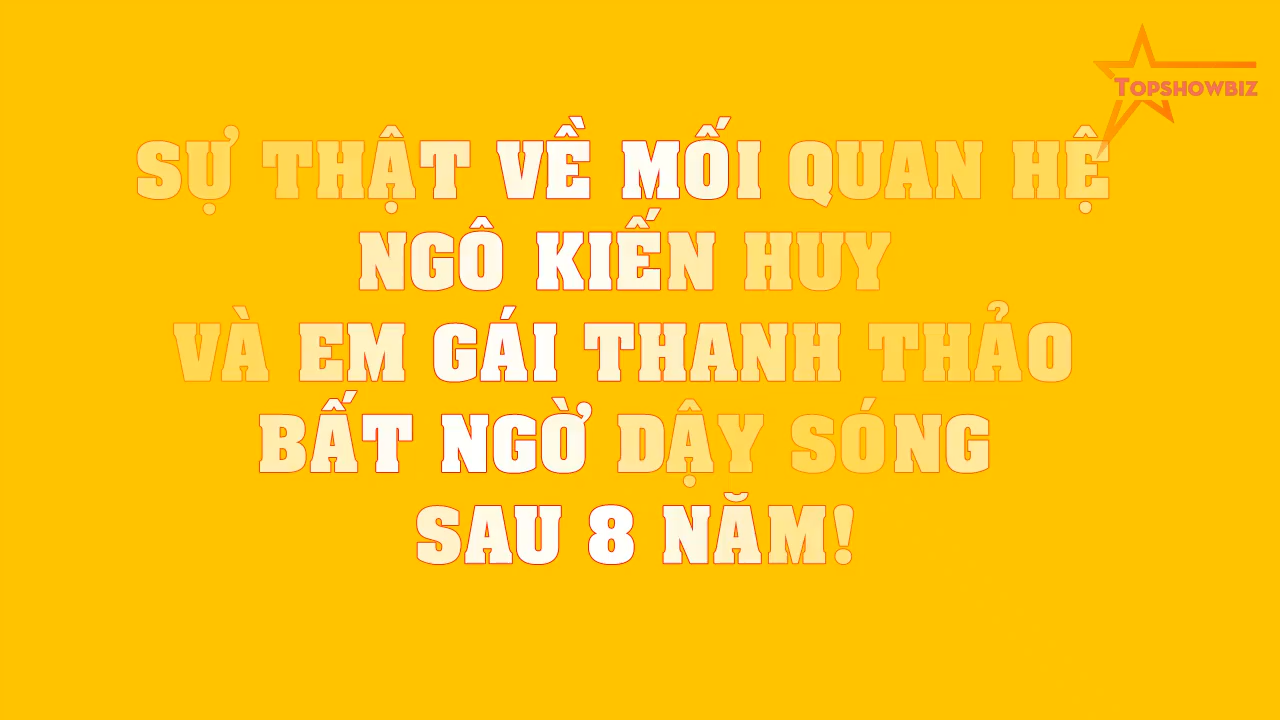 TOPSHOWBIZ
SỰ THẬT VỀ MỐI QUAN HỆ
NGÔ KIẾN HUY
VÀ EM GÁI THANH THẢO
BẤT NGỜ DẬY SÓNG
SAU 8 NĂM!